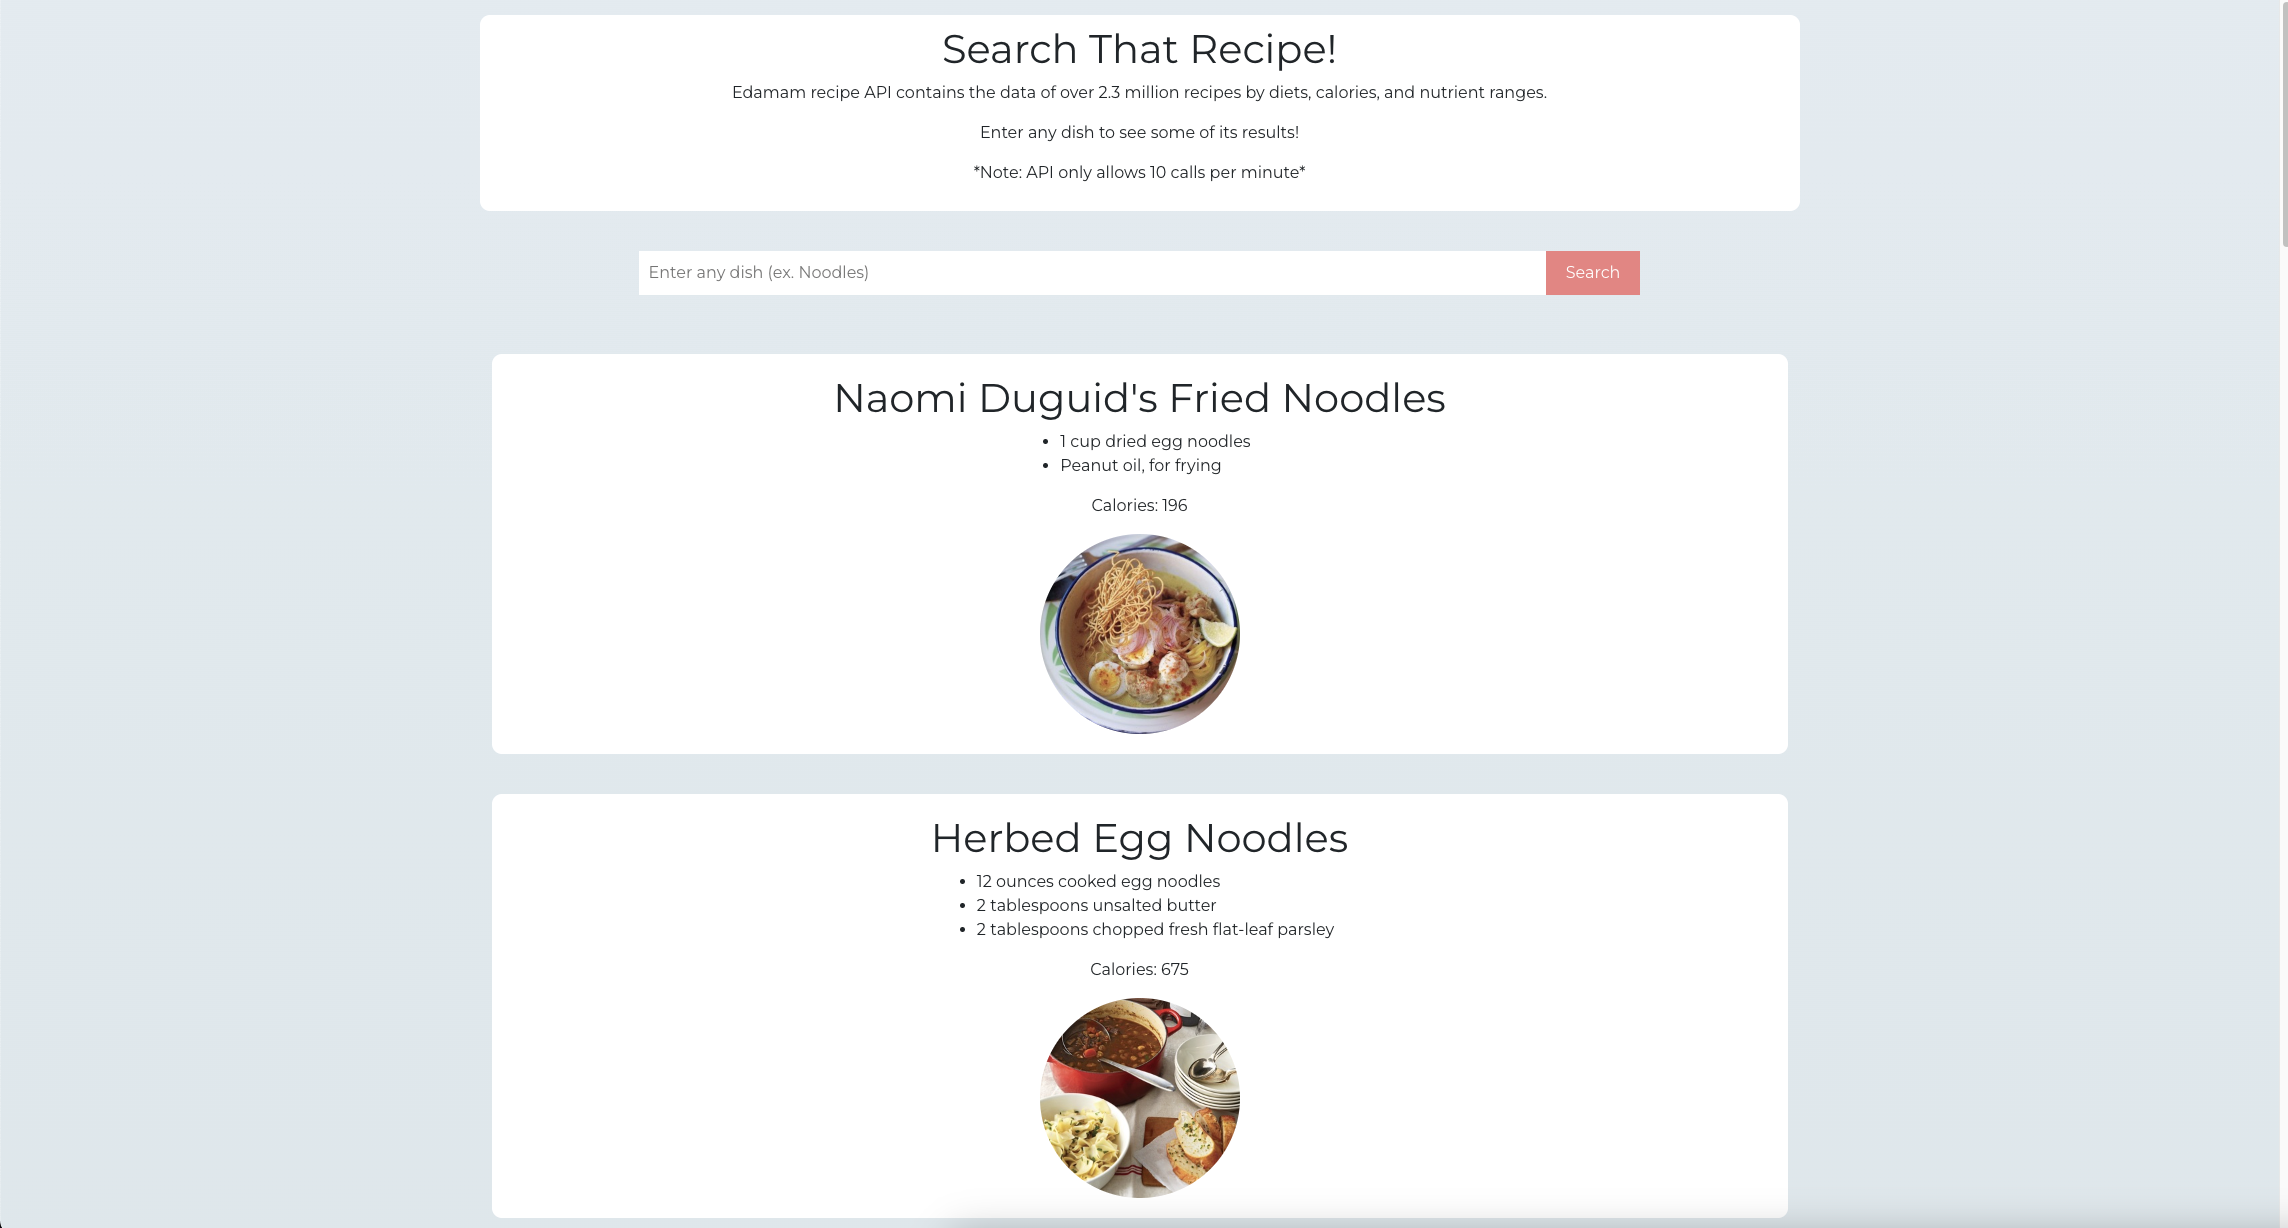 Search That Recipe!
Edamam recipe API contains the data of over 2.3 million recipes by diets, calories, and nutrient ranges.
Enter any dish to see some of its results!
*Note: API only allows 10 calls per minute*
Enter any dish (ex. Noodles) Search
Naomi Duguid's Fried Noodles
• 1 cup dried egg noodles
• Peanut oil, for frying
Calories: 196
Herbed Egg Noodles
• 12 ounces cooked egg noodles
• 2 tablespoons unsalted butter
• 2 tablespoons chopped fresh flat-leaf parsley
Calories: 675